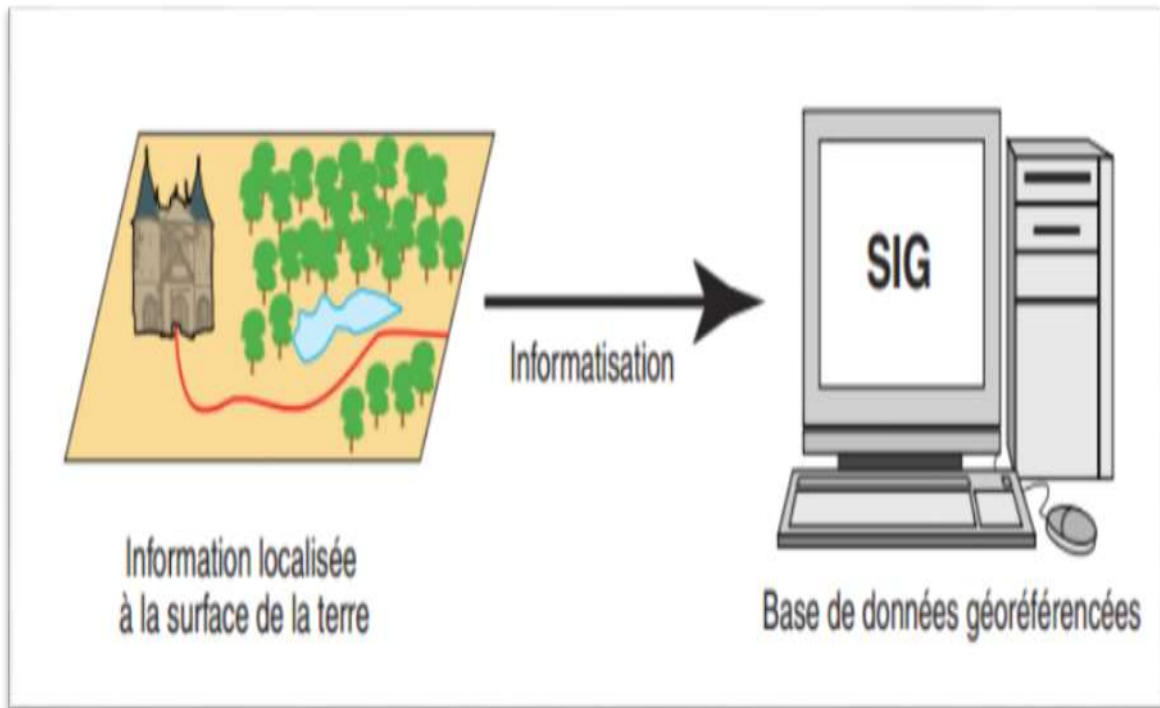 SIG
Informatisation
Information localisée
à la surface de la terre
Base de données géoréférencées